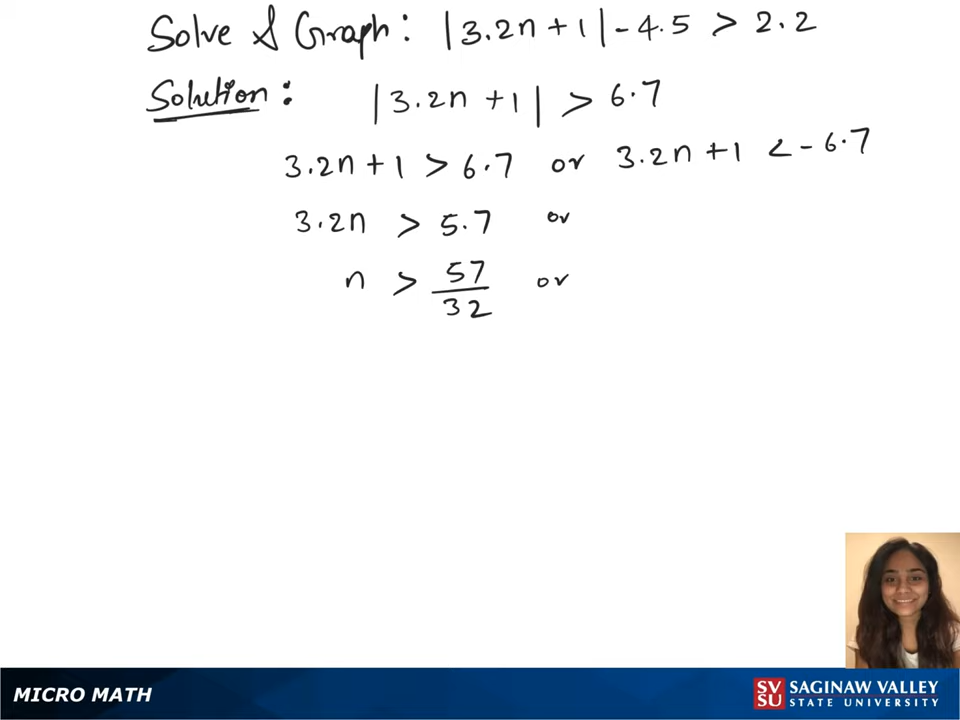 Solve & Graph: |3.2n + 1| - 4.5 > 2.2
Solution: |3.2n + 1| > 6.7
3.2n + 1 > 6.7 or 3.2n + 1 < - 6.7
3.2n > 5.7 or
n > 57/32 or
MICRO MATH
SVSU SAGINAW VALLEY
STATE UNIVERSITY